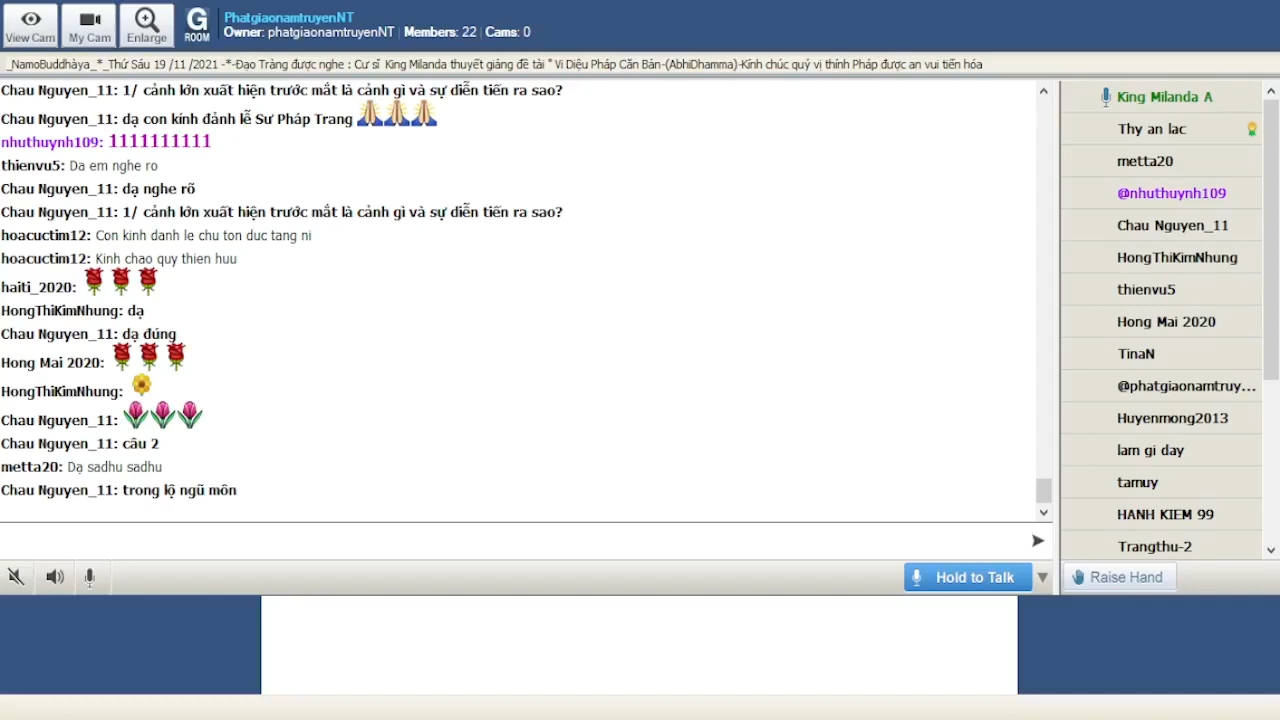 View Cam
My Cam
Enlarge
G
ROOM
PhatgiaonamtruyenNT
Owner: phatgiaonamtruyenNT | Members: 22 | Cams: 0
_NamoBuddhàya_*_Thứ Sáu 19 /11 /2021 -*-Đạo Tràng được nghe : Cư sĩ King Milanda thuyết giảng đề tài " Vi Diệu Pháp Căn Bản-(AbhiDhamma)-Kính chúc quý vị thính Pháp được an vui tiến hóa
Chau Nguyen_11: 1/ cảnh lớn xuất hiện trước mắt là cảnh gì và sự diễn tiến ra sao?
Chau Nguyen_11: dạ con kính đảnh lễ Sư Pháp Trang
nhuthuynh109: 1111111111
thienvu5: Da em nghe ro
Chau Nguyen_11: dạ nghe rõ
Chau Nguyen_11: 1/ cảnh lớn xuất hiện trước mắt là cảnh gì và sự diễn tiến ra sao?
hoacuctim12: Con kinh danh le chu ton duc tang ni
hoacuctim12: Kinh chao quy thien huu
haiti_2020:
HongThiKimNhung: dạ
Chau Nguyen_11: dạ đúng
Hong Mai 2020:
HongThiKimNhung:
Chau Nguyen_11:
Chau Nguyen_11: câu 2
metta20: Dạ sadhu sadhu
Chau Nguyen_11: trong lộ ngũ môn
King Milanda A
Thy an lac
metta20
@nhuthuynh109
Chau Nguyen_11
HongThiKimNhung
thienvu5
Hong Mai 2020
TinaN
@phatgiaonamtruy...
Huyenmong2013
lam gi day
tamuy
HANH KIEM 99
Trangthu-2
Hold to Talk
Raise Hand